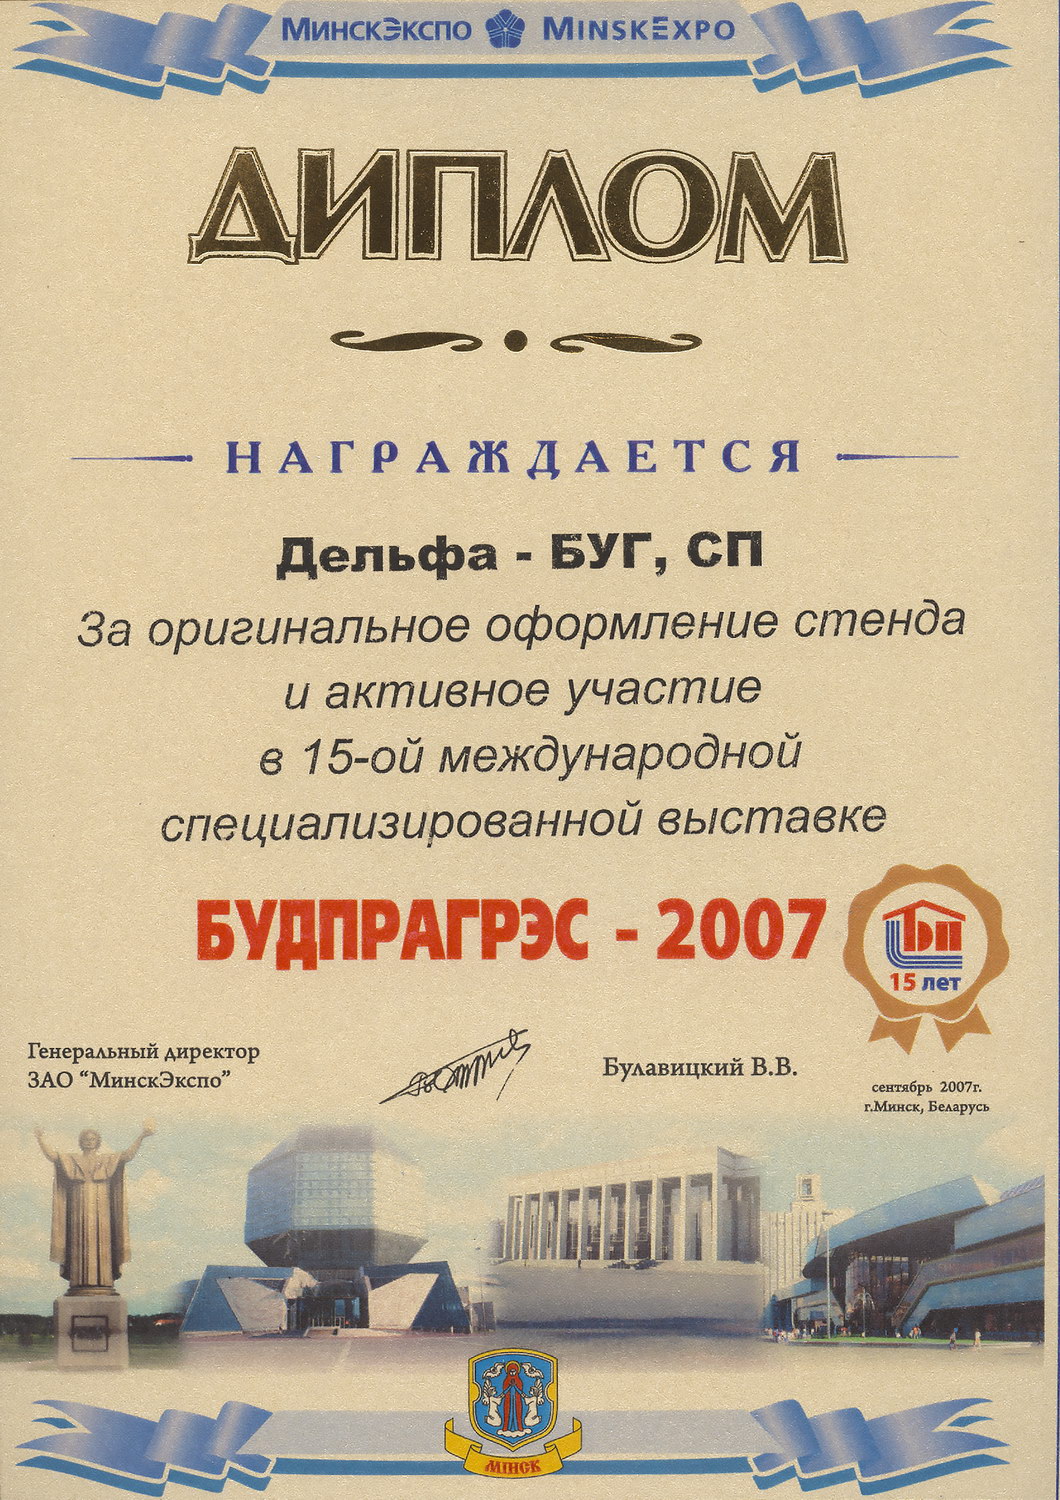 МИНСКЭКСПО MINSKEXPO
ДИПЛОМ
НАГРАЖДАЕТСЯ
Дельфа - БУГ, СП
За оригинальное оформление стенда
и активное участие
в 15-ой международной
специализированной выставке
БУДПРАГРЭС - 2007
БП
15 лет
Генеральный директор
ЗАО “МинскЭкспо”
Булавицкий В.В.
сентябрь 2007г.
г.Минск, Беларусь
МІНСК